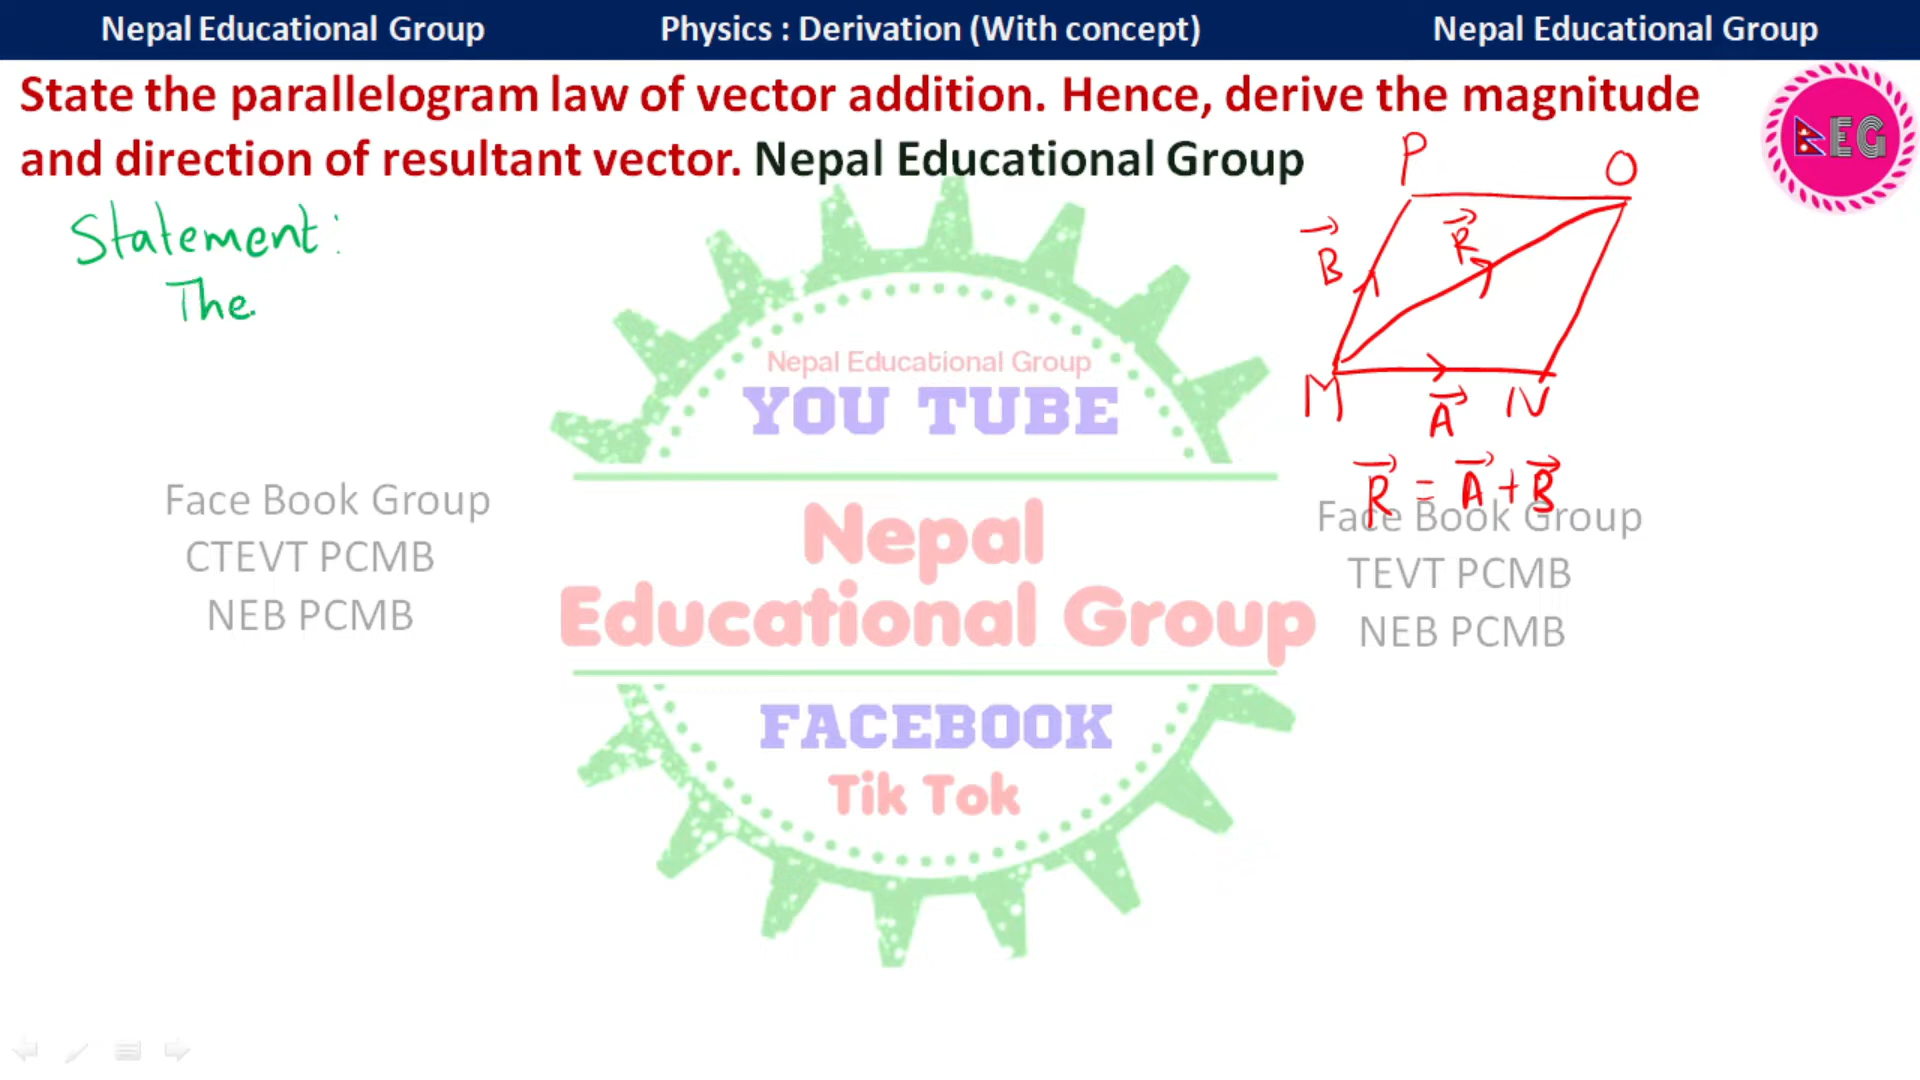 Nepal Educational Group Physics : Derivation (With concept) Nepal Educational Group
State the parallelogram law of vector addition. Hence, derive the magnitude
and direction of resultant vector. Nepal Educational Group
EG
P
O
Statement:
The
B
R
M
A
N
R = A + B
Nepal Educational Group
YOU TUBE
Nepal
Educational Group
FACEBOOK
Tik Tok
Face Book Group
CTEVT PCMB
NEB PCMB
Face Book Group
TEVT PCMB
NEB PCMB